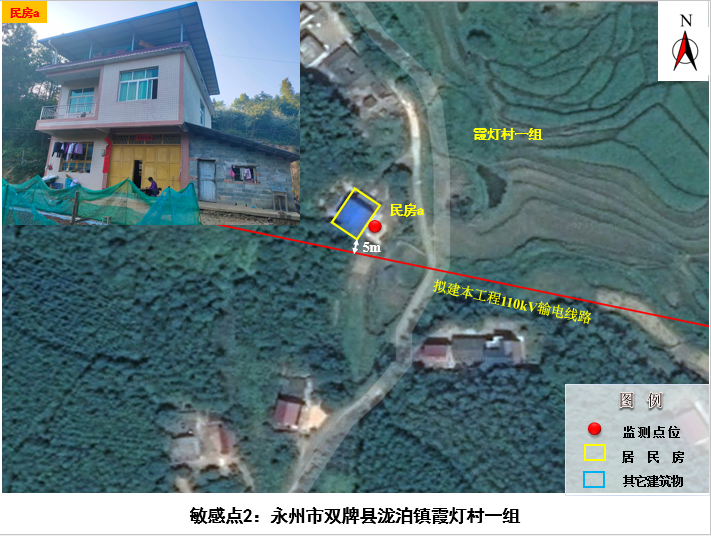 民房a
N
霞灯村一组
民房a
5m
拟建本工程110kV输电线路
图 例
监测点位
居 民 房
其它建筑物
敏感点2：永州市双牌县泷泊镇霞灯村一组